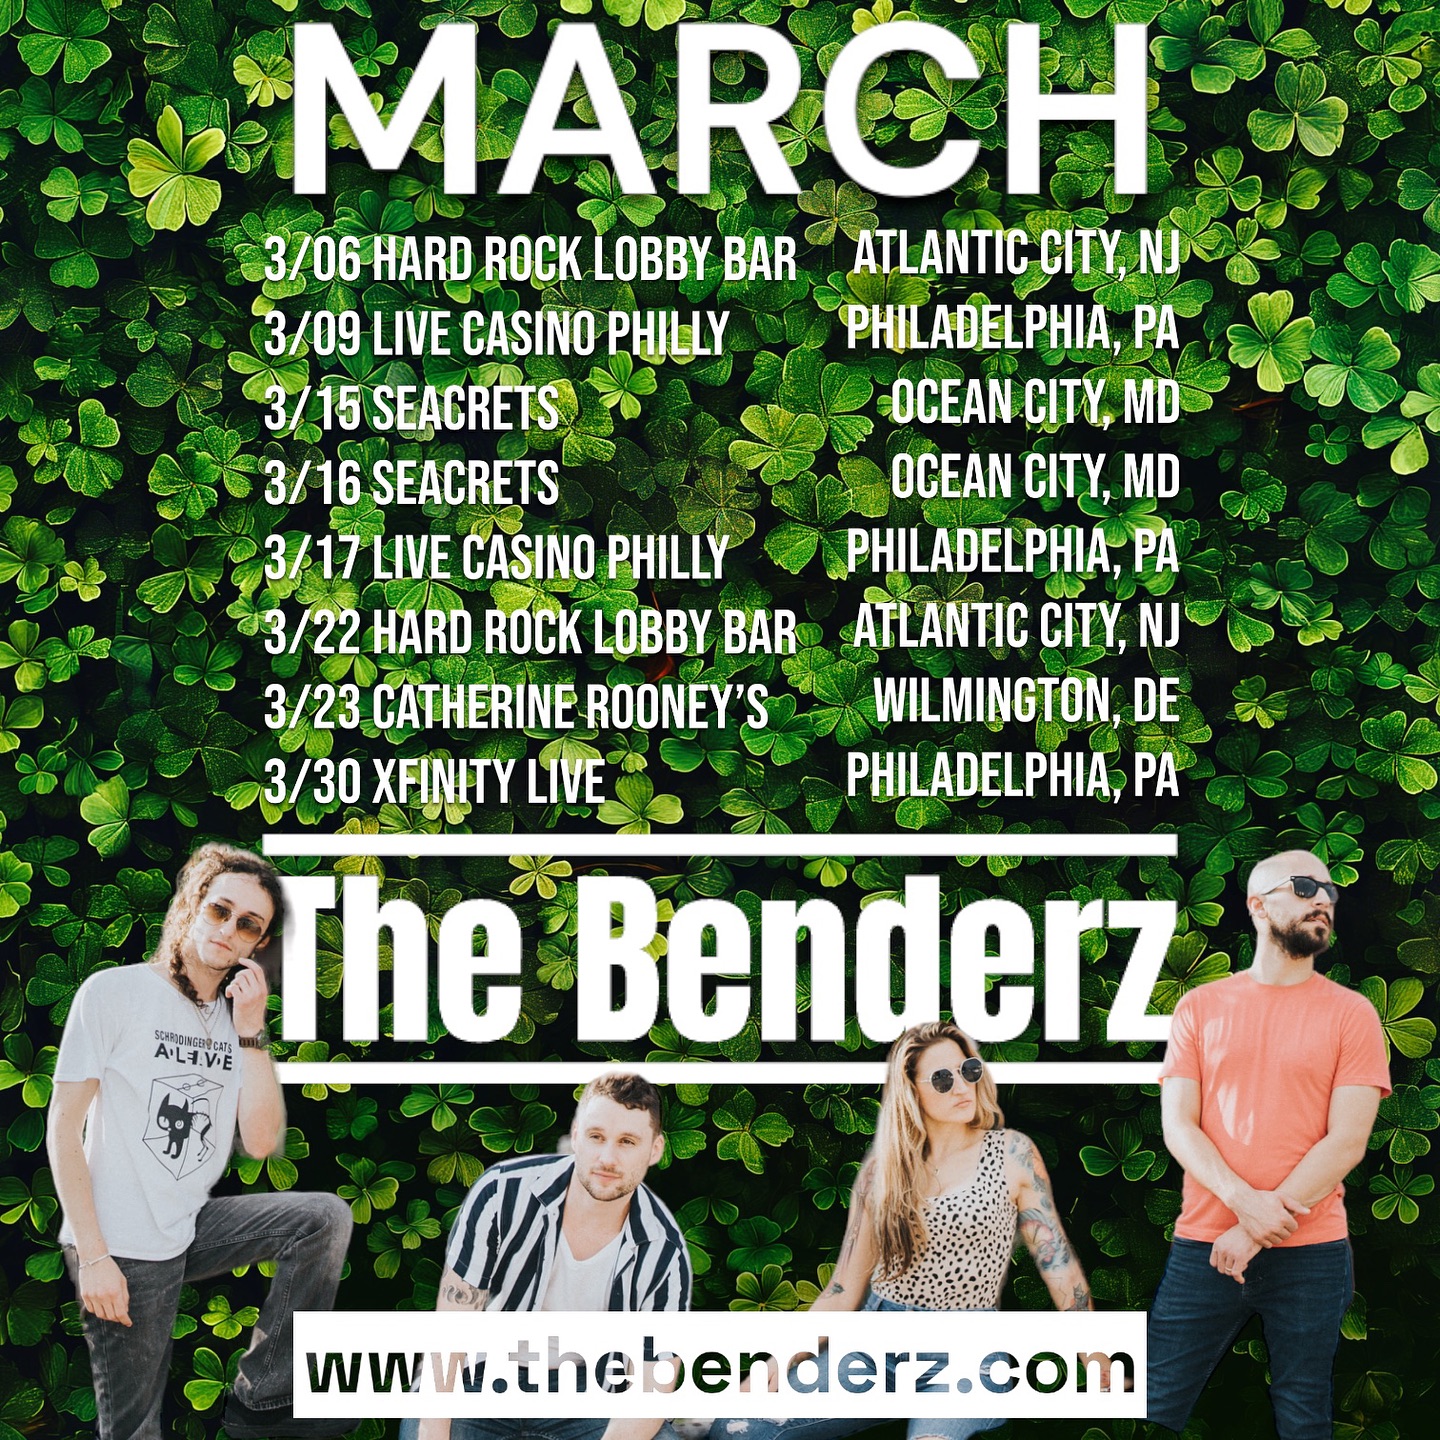 MARCH
3/06 HARD ROCK LOBBY BAR ATLANTIC CITY, NJ
3/09 LIVE CASINO PHILLY PHILADELPHIA, PA
3/15 SEACRETS OCEAN CITY, MD
3/16 SEACRETS OCEAN CITY, MD
3/17 LIVE CASINO PHILLY PHILADELPHIA, PA
3/22 HARD ROCK LOBBY BAR ATLANTIC CITY, NJ
3/23 CATHERINE ROONEY'S WILMINGTON, DE
3/30 XFINITY LIVE PHILADELPHIA, PA
The Benderz
SCHRODINGER CATS
ALIVE
www.thebenderz.com